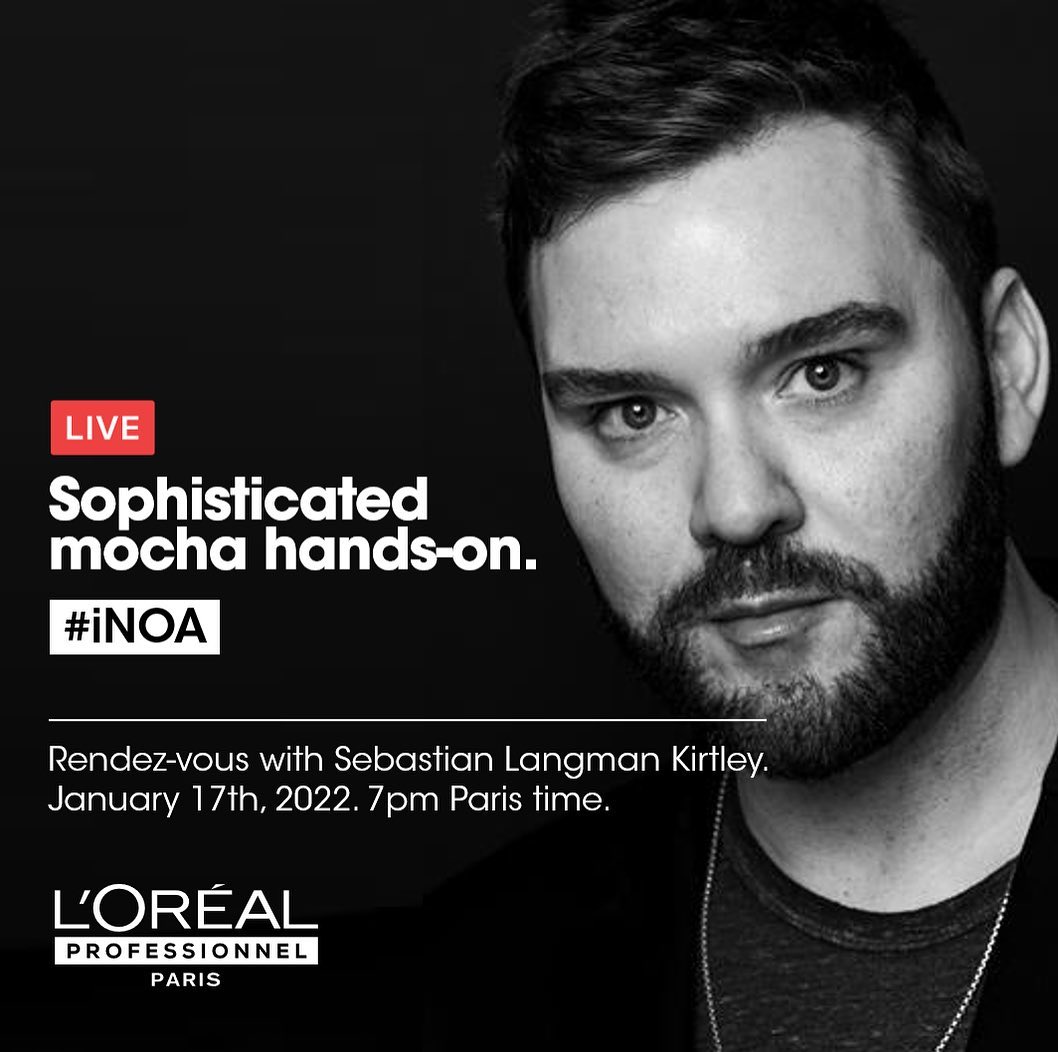 LIVE
Sophisticated
mocha hands-on.
#iNOA
Rendez-vous with Sebastian Langman Kirtley.
January 17th, 2022. 7pm Paris time.
L'ORÉAL
PROFESSIONNEL
PARIS